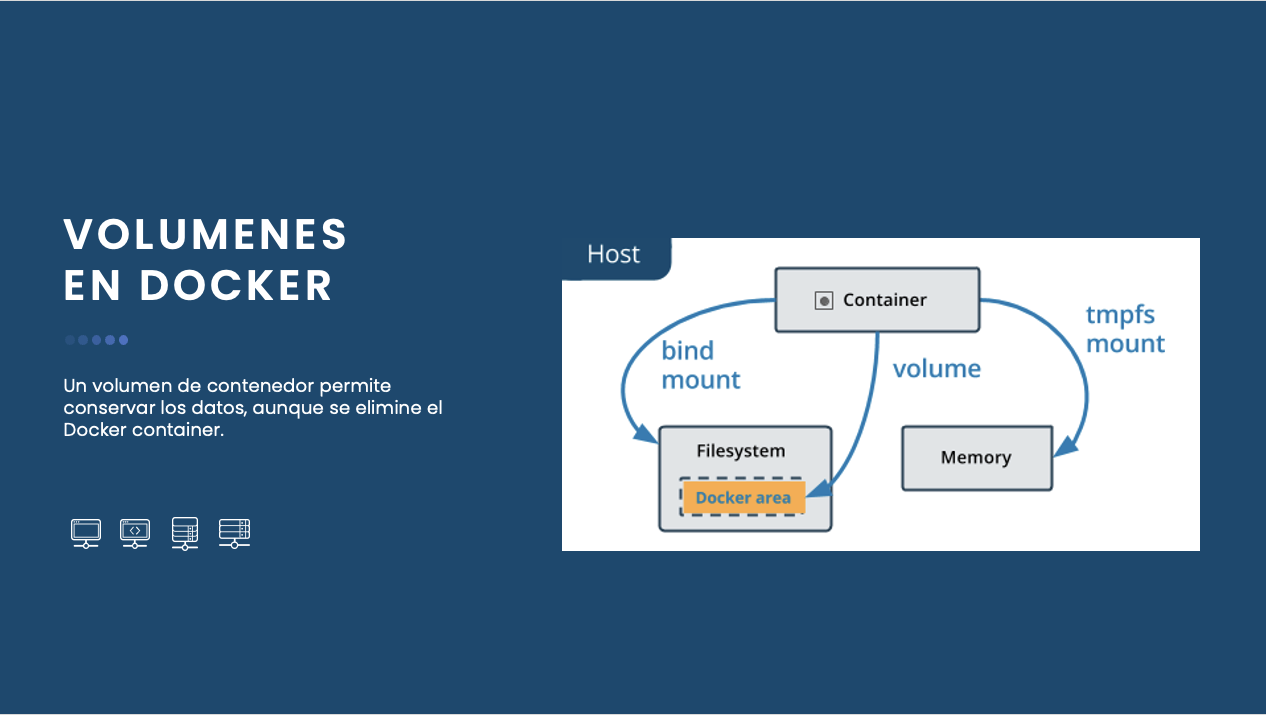 VOLUMENES
EN DOCKER
Un volumen de contenedor permite
conservar los datos, aunque se elimine el
Docker container.
Host
Container
bind
mount
volume
tmpfs
mount
Filesystem
Docker area
Memory